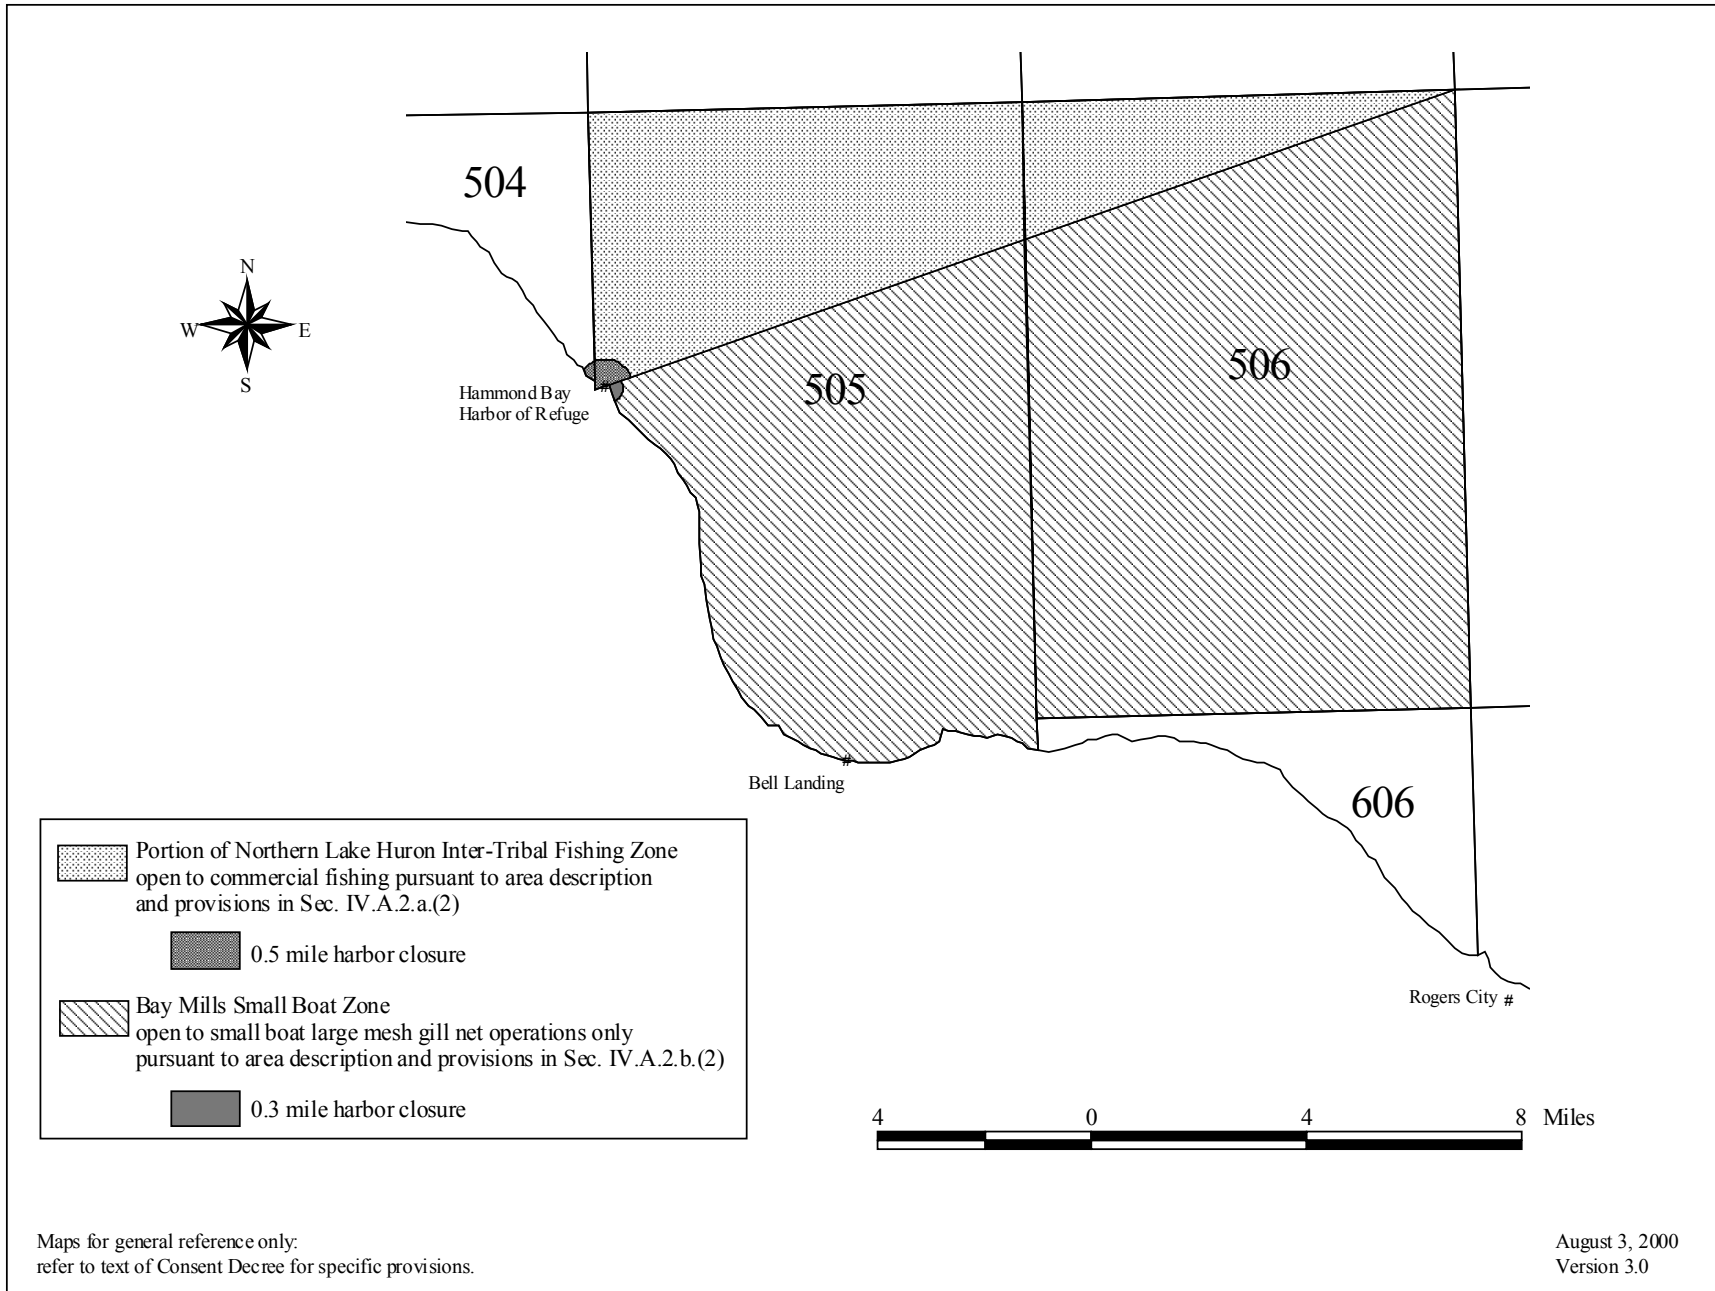 504
N
W
E
S
Hammond Bay
Harbor of Refuge
505
506
Bell Landing
606
Rogers City
Portion of Northern Lake Huron Inter-Tribal Fishing Zone
open to commercial fishing pursuant to area description
and provisions in Sec. IV.A.2.a.(2)
0.5 mile harbor closure
Bay Mills Small Boat Zone
open to small boat large mesh gill net operations only
pursuant to area description and provisions in Sec. IV.A.2.b.(2)
0.3 mile harbor closure
4 0 4 8 Miles
Maps for general reference only:
refer to text of Consent Decree for specific provisions.
August 3, 2000
Version 3.0